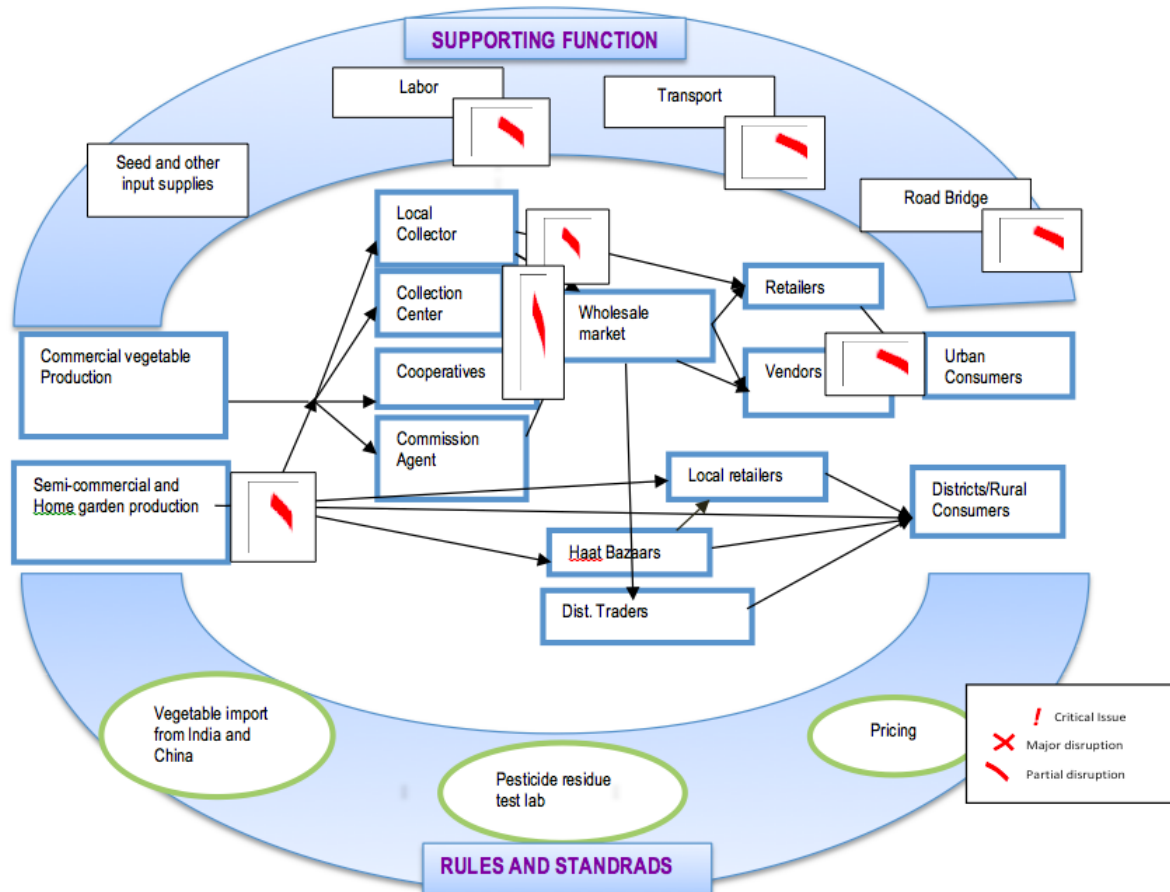 SUPPORTING FUNCTION
Labor
Transport
Seed and other
input supplies
Road Bridge
Local
Collector
Collection
Center
Cooperatives
Commission
Agent
Wholesale
market
Retailers
Vendors
Urban
Consumers
Commercial vegetable
Production
Semi-commercial and
Home garden production
Local retailers
Districts/Rural
Consumers
Haat Bazaars
Dist. Traders
Vegetable import
from India and
China
Pesticide residue
test lab
Pricing
! Critical Issue
Major disruption
Partial disruption
RULES AND STANDRADS